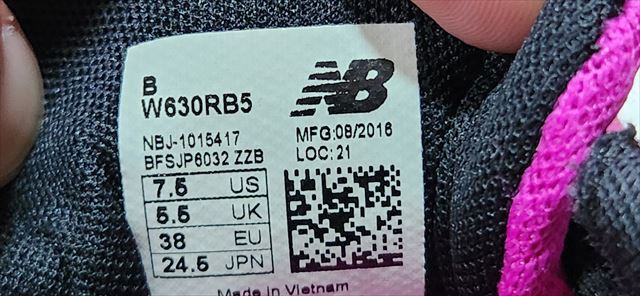 B
W630RB5
NB
NBJ-1015417
BFSJP6032 ZZB
MFG:08/2016
LOC: 21
7.5 US
5.5 UK
38 EU
24.5 JPN
Made in Vietnam